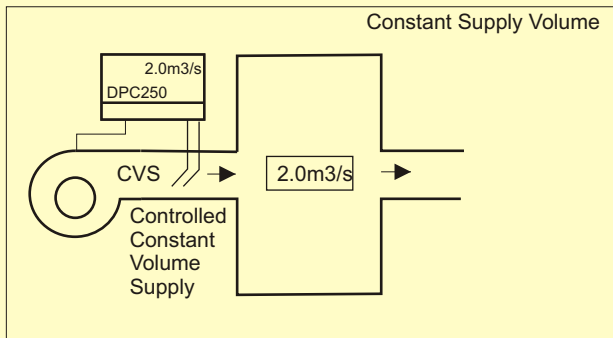 Constant Supply Volume
2.0m3/s
DPC250
CVS
2.0m3/s
Controlled
Constant
Volume
Supply